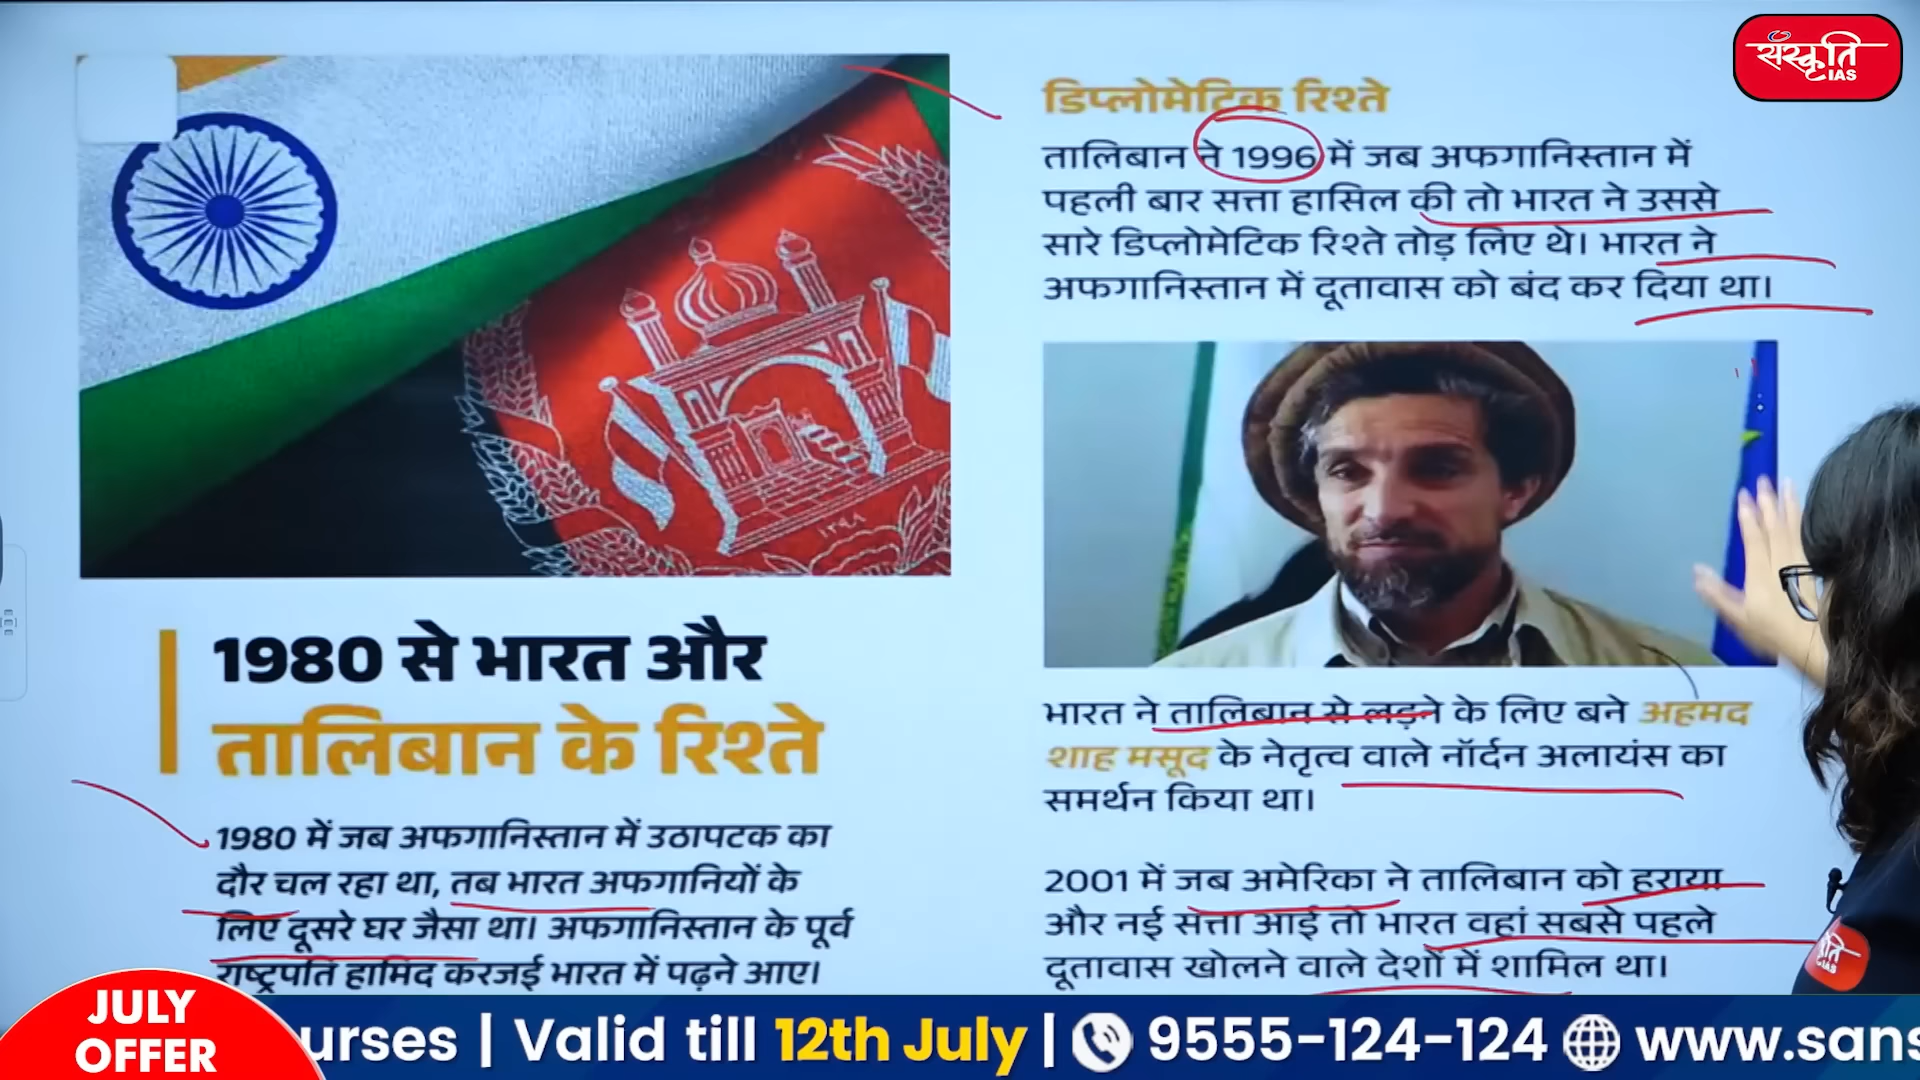 संस्कृति
IAS
डिप्लोमेटिक रिश्ते
तालिबान ने 1996 में जब अफगानिस्तान में
पहली बार सत्ता हासिल की तो भारत ने उससे
सारे डिप्लोमेटिक रिश्ते तोड़ लिए थे। भारत ने
अफगानिस्तान में दूतावास को बंद कर दिया था।
भारत ने तालिबान से लड़ने के लिए बने अहमद
शाह मसूद के नेतृत्व वाले नॉर्दन अलायंस का
समर्थन किया था।
2001 में जब अमेरिका ने तालिबान को हराया
और नई सत्ता आई तो भारत वहां सबसे पहले
दूतावास खोलने वाले देशों में शामिल था।
١٢٩٨
1980 से भारत और
तालिबान के रिश्ते
1980 में जब अफगानिस्तान में उठापटक का
दौर चल रहा था, तब भारत अफगानियों के
लिए दूसरे घर जैसा था। अफगानिस्तान के पूर्व
राष्ट्रपति हामिद करजई भारत में पढ़ने आए।
JULY
OFFER
urses | Valid till 12th July | 9555-124-124 www.sans